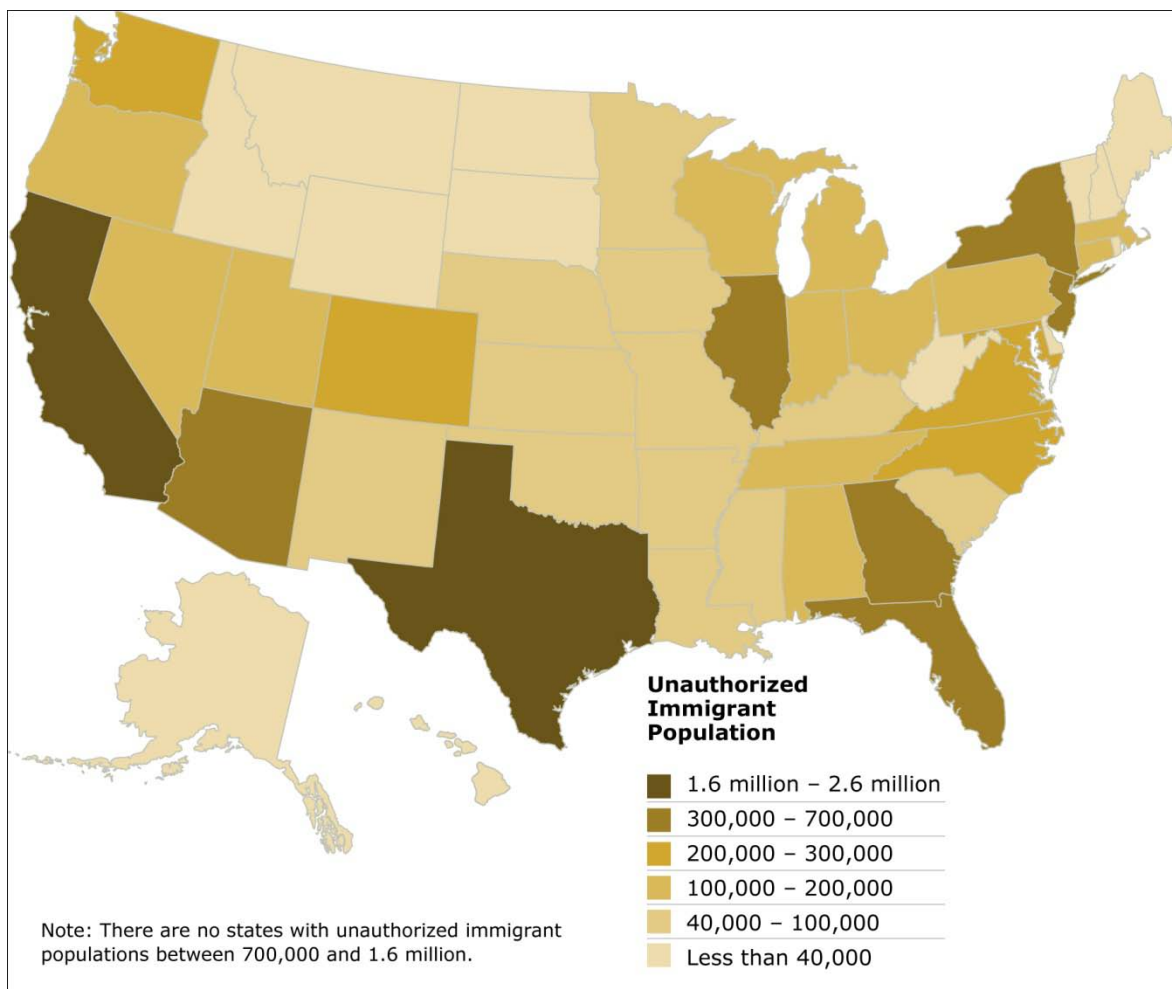 Unauthorized
Immigrant
Population
1.6 million – 2.6 million
300,000 – 700,000
200,000 – 300,000
100,000 – 200,000
40,000 – 100,000
Less than 40,000
Note: There are no states with unauthorized immigrant
populations between 700,000 and 1.6 million.